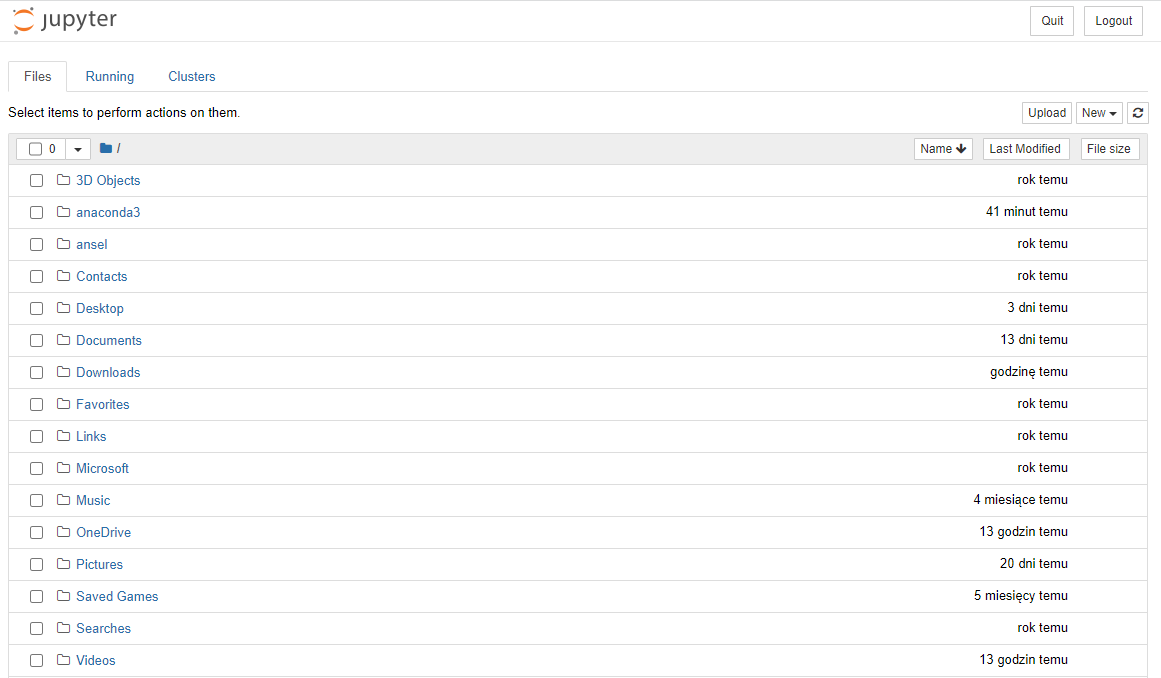 jupyter Quit Logout
Files Running Clusters
Select items to perform actions on them. Upload New
0 / Name Last Modified File size
3D Objects rok temu
anaconda3 41 minut temu
ansel rok temu
Contacts rok temu
Desktop 3 dni temu
Documents 13 dni temu
Downloads godzinę temu
Favorites rok temu
Links rok temu
Microsoft rok temu
Music 4 miesiące temu
OneDrive 13 godzin temu
Pictures 20 dni temu
Saved Games 5 miesięcy temu
Searches rok temu
Videos 13 godzin temu